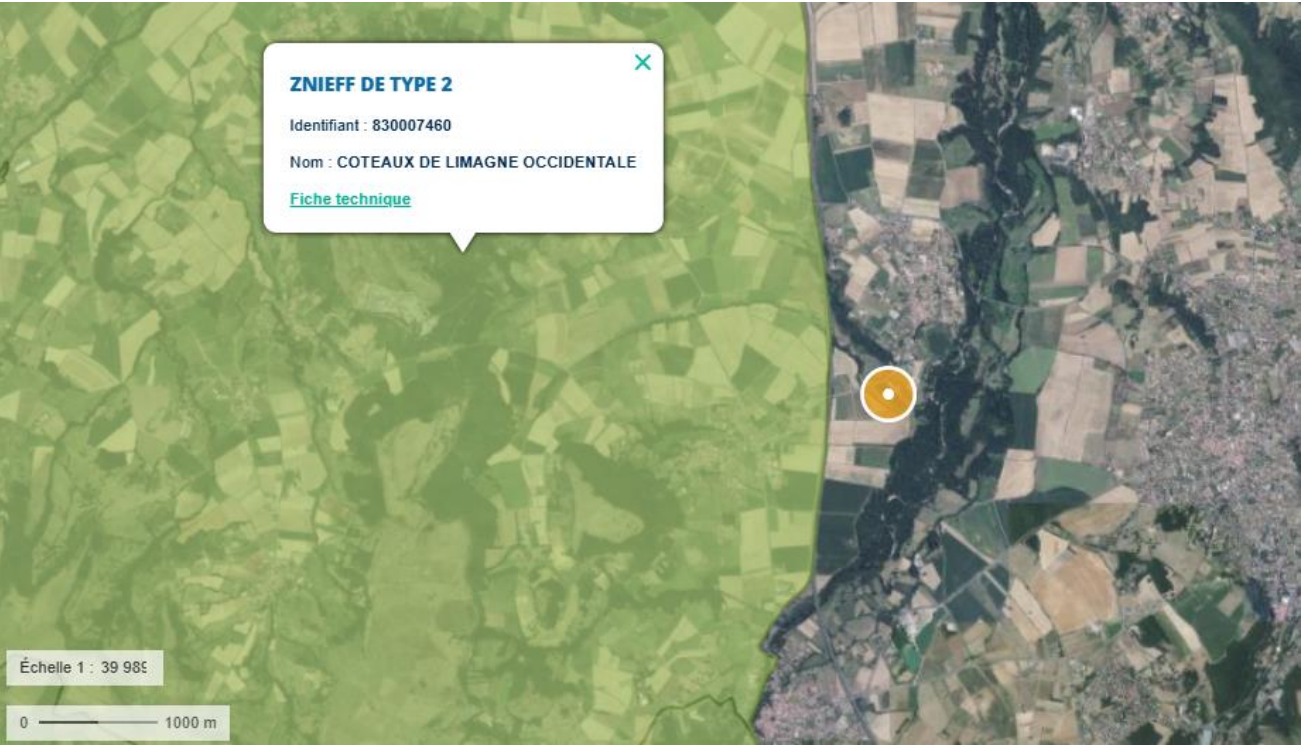 ZNIEFF DE TYPE 2
Identifiant : 830007460
Nom : COTEAUX DE LIMAGNE OCCIDENTALE
Fiche technique
Échelle 1 : 39 989
0 1000 m